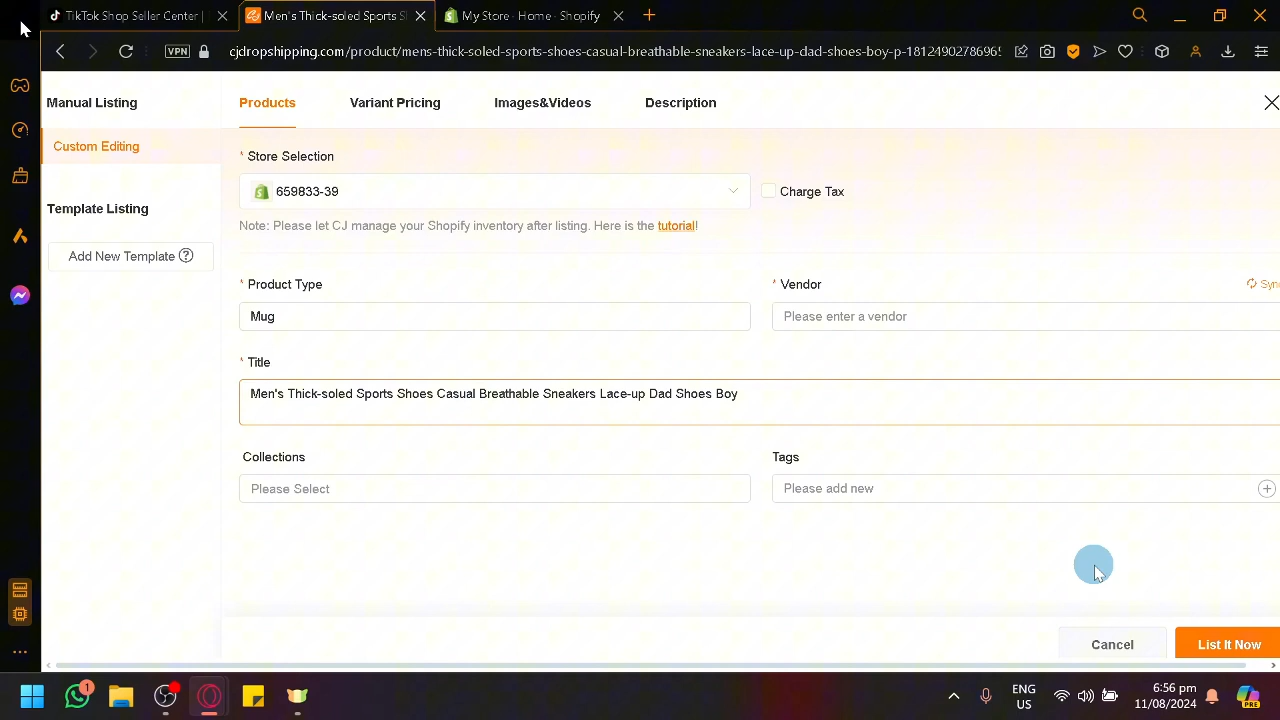 TikTok Shop Seller Center |
Men's Thick-soled Sports S
My Store · Home · Shopify
VPN
cjdropshipping.com/product/mens-thick-soled-sports-shoes-casual-breathable-sneakers-lace-up-dad-shoes-boy-p-1812490278696
Manual Listing
Products
Variant Pricing
Images&Videos
Description
Custom Editing
* Store Selection
659833-39
Charge Tax
Template Listing
Note: Please let CJ manage your Shopify inventory after listing. Here is the tutorial!
Add New Template
* Product Type
* Vendor
Sync
Mug
Please enter a vendor
* Title
Men's Thick-soled Sports Shoes Casual Breathable Sneakers Lace-up Dad Shoes Boy
Collections
Tags
Please Select
Please add new
Cancel
List It Now
1
ENG
US
6:56 pm
11/08/2024
PRE